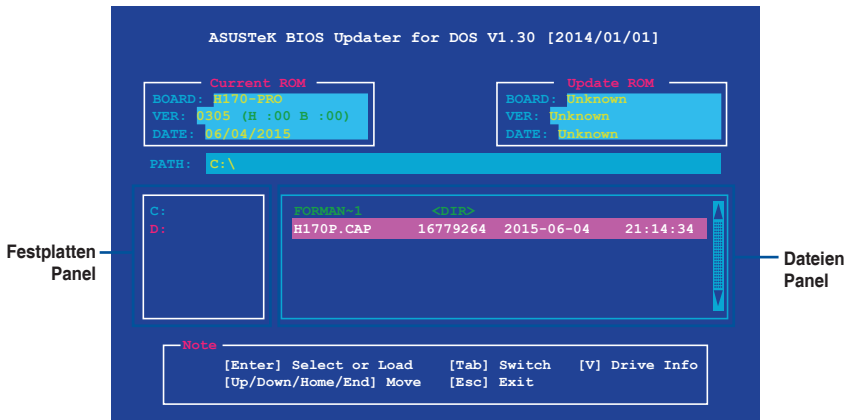 ASUSTeK BIOS Updater for DOS V1.30 [2014/01/01]
Current ROM
BOARD: H170-PRO
VER: 0305 (H :00 B :00)
DATE: 06/04/2015
Update ROM
BOARD: Unknown
VER: Unknown
DATE: Unknown
PATH: C:\
C:
D:
FORMAN~1 <DIR>
H170P.CAP 16779264 2015-06-04 21:14:34
Festplatten
Panel
Dateien
Panel
Note
[Enter] Select or Load [Tab] Switch [V] Drive Info
[Up/Down/Home/End] Move [Esc] Exit